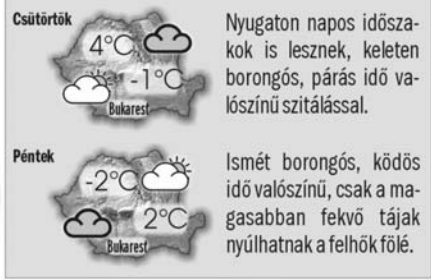 Csütörtök
4°C
-1°C
Bukarest
Nyugaton napos idősza-
kok is lesznek, keleten
borongós, párás idő va-
lószínű szitálással.
Péntek
-2°C
2°C
Bukarest
Ismét borongós, ködös
idő valószínű, csak a ma-
gasabban fekvő tájak
nyúlhatnak a felhők fölé.